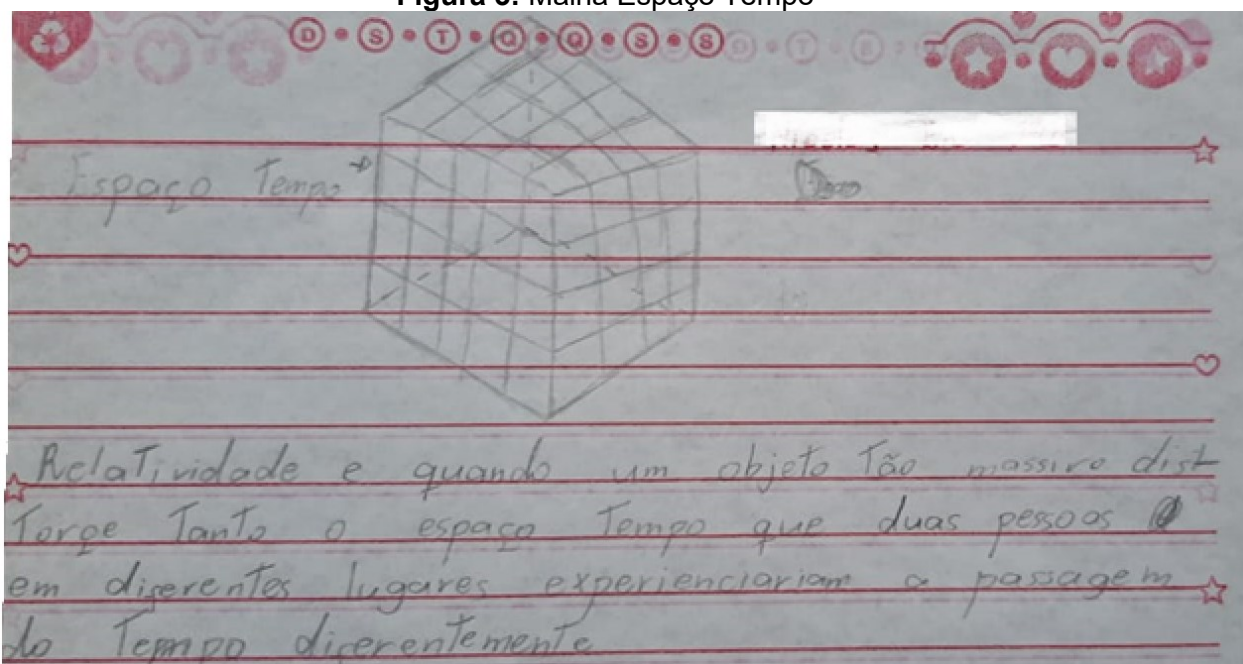 Figura 3: Malha Espaço Tempo
D S T Q Q S S
Espaço Tempo
Relatividade e quando um objeto Tão massivo dist
Torçe Tanto o espaço Tempo que duas pessoas
em diferentes lugares experienciariam a passagem
do Tempo diferentemente